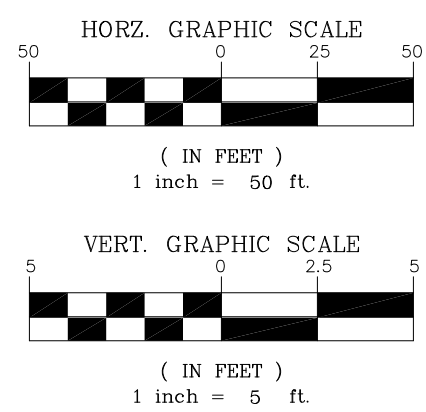 HORZ. GRAPHIC SCALE
50 0 25 50
( IN FEET )
1 inch = 50 ft.
VERT. GRAPHIC SCALE
5 0 2.5 5
( IN FEET )
1 inch = 5 ft.